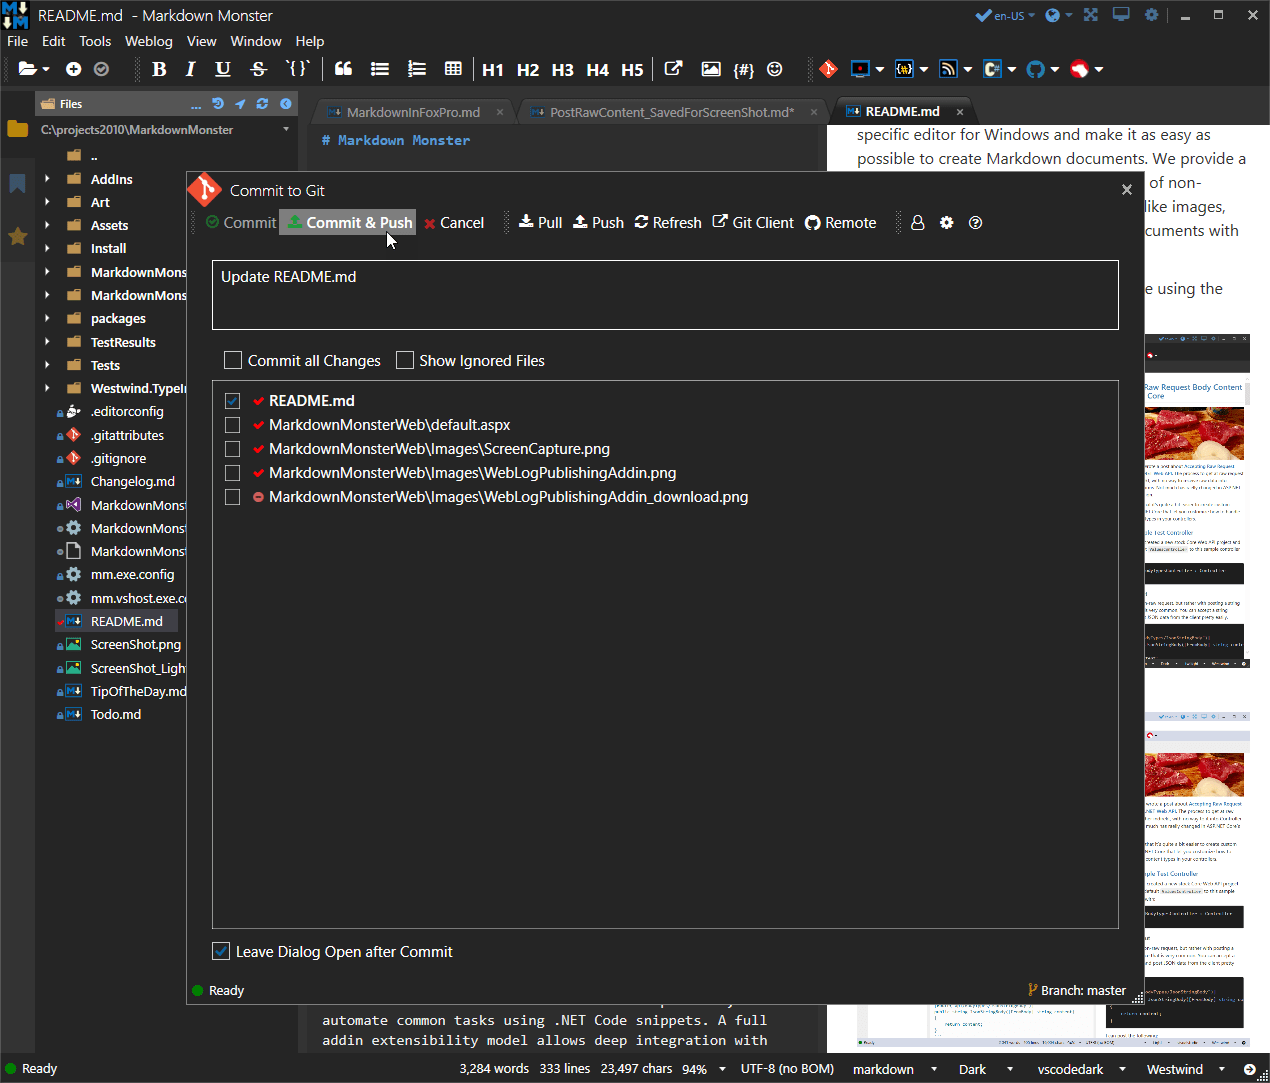 README.md - Markdown Monster
en-US
File Edit Tools Weblog View Window Help
B I U S `{}` H1 H2 H3 H4 H5 {#}
Files ...
C:\projects2010\MarkdownMonster
MarkdownInFoxPro.md
PostRawContent_SavedForScreenShot.md*
README.md
# Markdown Monster
..
AddIns
Art
Assets
Install
MarkdownMons
MarkdownMons
packages
TestResults
Tests
Westwind.TypeI
.editorconfig
.gitattributes
.gitignore
Changelog.md
MarkdownMonst
MarkdownMonst
MarkdownMonst
mm.exe.config
mm.vshost.exe.c
README.md
ScreenShot.png
ScreenShot_Ligh
TipOfTheDay.md
Todo.md
specific editor for Windows and make it as easy as
possible to create Markdown documents. We provide a
of non-
like images,
cuments with
e using the
Commit to Git
Commit Commit & Push Cancel Pull Push Refresh Git Client Remote
Update README.md
Commit all Changes Show Ignored Files
README.md
MarkdownMonsterWeb\default.aspx
MarkdownMonsterWeb\Images\ScreenCapture.png
MarkdownMonsterWeb\Images\WebLogPublishingAddin.png
MarkdownMonsterWeb\Images\WebLogPublishingAddin_download.png
Leave Dialog Open after Commit
Ready
Branch: master
Raw Request Body Content
Core
automate common tasks using .NET Code snippets. A full
addin extensibility model allows deep integration with
Ready
3,284 words 333 lines 23,497 chars 94% UTF-8 (no BOM) markdown Dark vscodedark Westwind